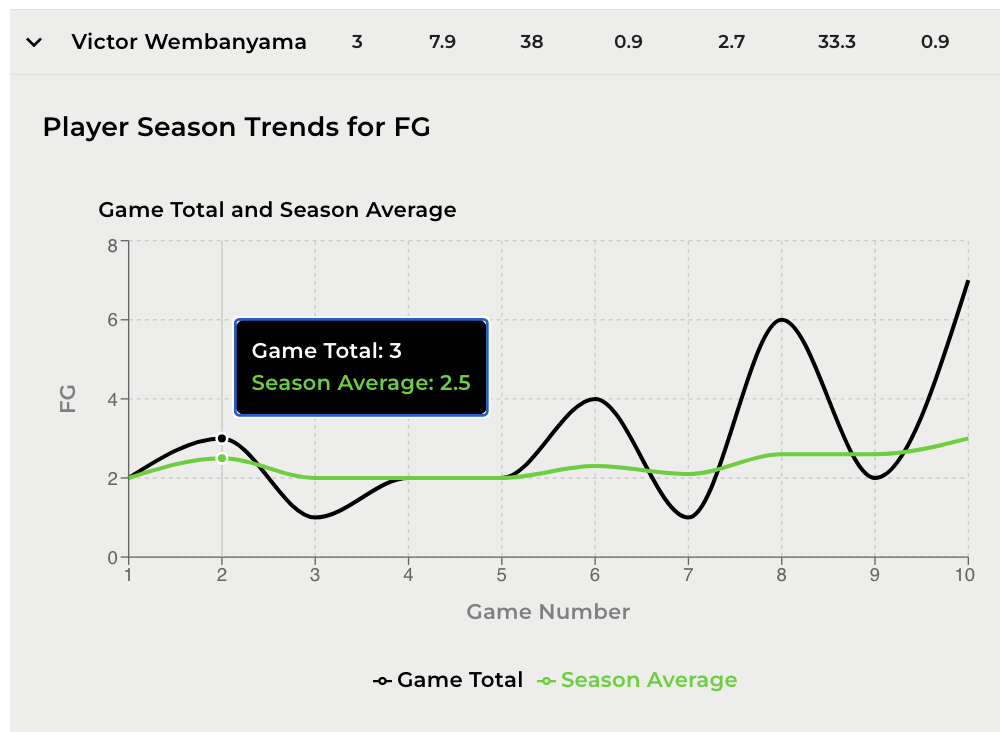 Victor Wembanyama 3 7.9 38 0.9 2.7 33.3 0.9
Player Season Trends for FG
Game Total and Season Average
8
6
4
2
0
FG
Game Total: 3
Season Average: 2.5
1 2 3 4 5 6 7 8 9 10
Game Number
Game Total Season Average